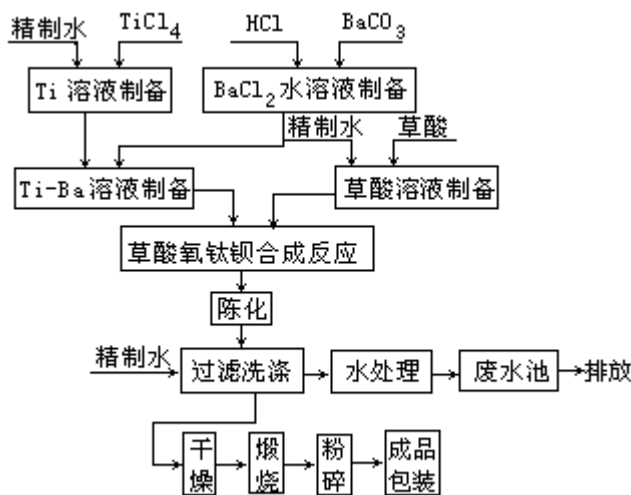 精制水 TiCl4 HCl BaCO3
Ti 溶液制备 BaCl2水溶液制备
精制水 草酸
Ti-Ba溶液制备 草酸溶液制备
草酸氧钛钡合成反应
陈化
精制水 过滤洗涤 水处理 废水池 排放
干燥 煅烧 粉碎 成品包装